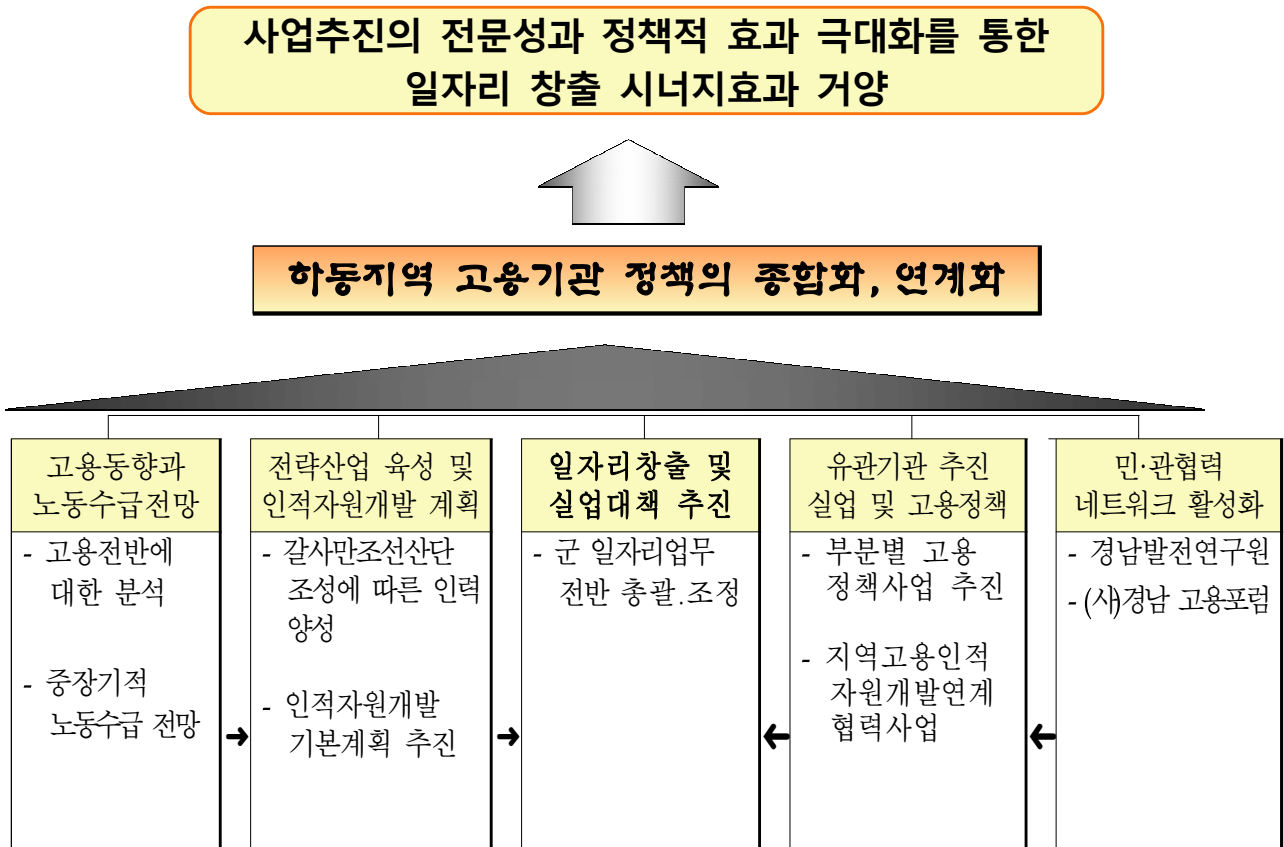 사업추진의 전문성과 정책적 효과 극대화를 통한
일자리 창출 시너지효과 거양
하동지역 고용기관 정책의 종합화, 연계화
고용동향과
노동수급전망
- 고용전반에
대한 분석
- 중장기적
노동수급 전망
전략산업 육성 및
인적자원개발 계획
- 갈사만조선산단
조성에 따른 인력
양성
- 인적자원개발
기본계획 추진
일자리창출 및
실업대책 추진
- 군 일자리업무
전반 총괄.조정
유관기관 추진
실업 및 고용정책
- 부분별 고용
정책사업 추진
- 지역고용인적
자원개발연계
협력사업
민·관협력
네트워크 활성화
- 경남발전연구원
- (사)경남 고용포럼